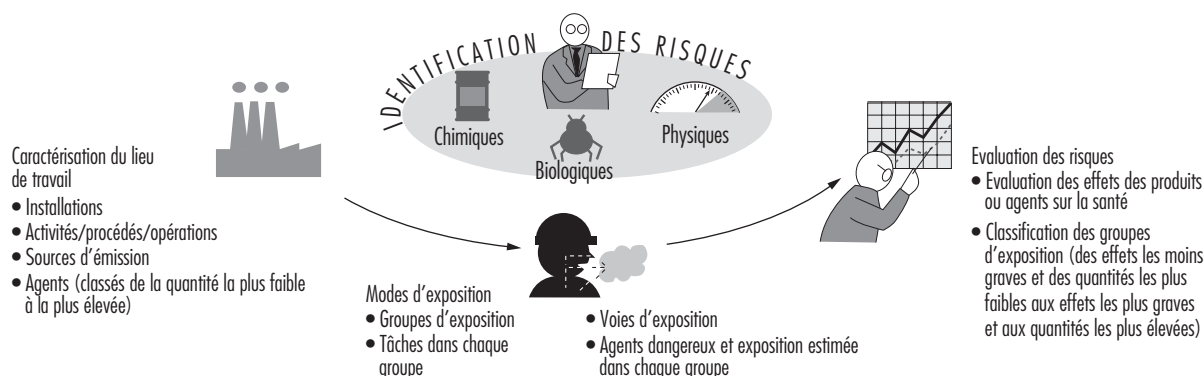 IDENTIFICATION DES RISQUES
Chimiques
Biologiques
Physiques
Caractérisation du lieu
de travail
• Installations
• Activités/procédés/opérations
• Sources d'émission
• Agents (classés de la quantité la plus faible
à la plus élevée)
Modes d'exposition
• Groupes d'exposition
• Tâches dans chaque
groupe
• Voies d'exposition
• Agents dangereux et exposition estimée
dans chaque groupe
Evaluation des risques
• Evaluation des effets des produits
ou agents sur la santé
• Classification des groupes
d'exposition (des effets les moins
graves et des quantités les plus
faibles aux effets les plus graves
et aux quantités les plus élevées)